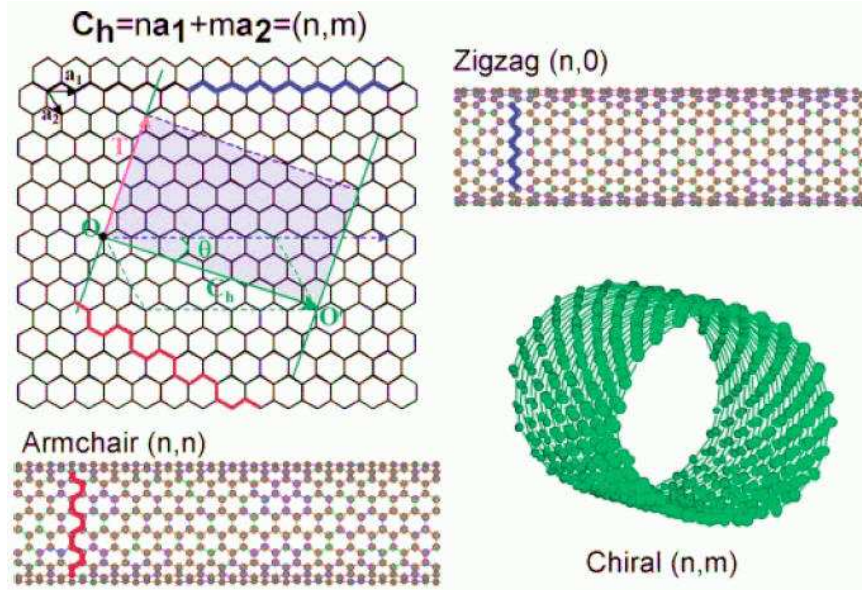 Ch=na1+ma2=(n,m)
a1
a2
T
O
θ
Ch
O'
Zigzag (n,0)
Armchair (n,n)
Chiral (n,m)